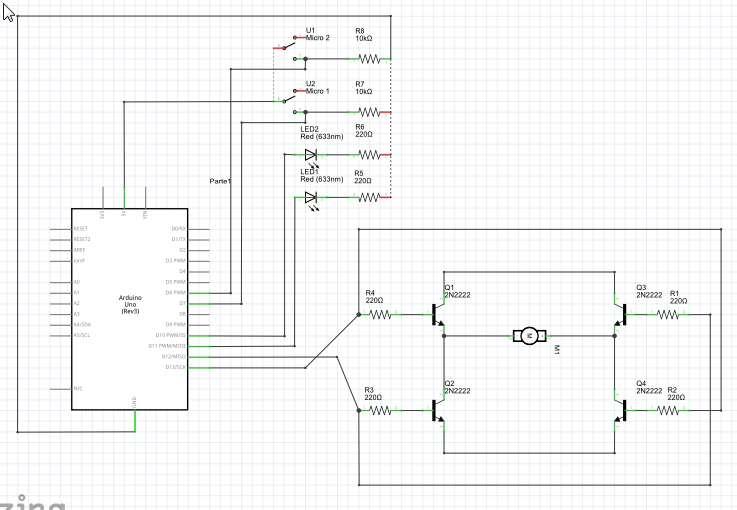 U1
Micro 2
R8
10kΩ
U2
Micro 1
R7
10kΩ
LED2
Red (633nm)
R6
220Ω
LED1
Red (633nm)
R5
220Ω
Parte1
3V3
5V
VIN
RESET
RESET2
AREF
ioref
A0
A1
A2
A3
A4/SDA
A5/SCL
N/C
D0/RX
D1/TX
D2
D3 PWM
D4
D5 PWM
D6 PWM
D7
D8
D9 PWM
D10 PWM/SS
D11 PWM/MOSI
D12/MISO
D13/SCK
Arduino
Uno
(Rev3)
GND
R4
220Ω
Q1
2N2222
Q3
2N2222
R1
220Ω
M
M1
R3
220Ω
Q2
2N2222
Q4
2N2222
R2
220Ω
zing